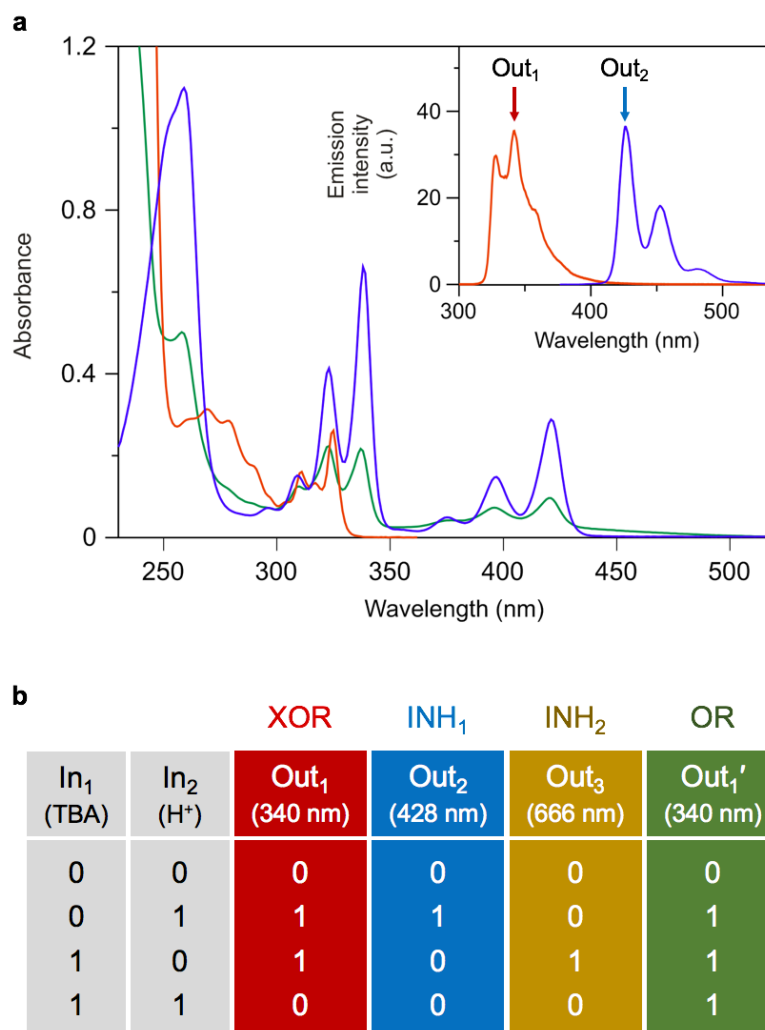 a
1.2
0.8
0.4
0
Absorbance
250
300
350
400
450
500
Wavelength (nm)
Out₁
Out₂
40
20
0
Emission
intensity
(a.u.)
300
400
500
Wavelength (nm)
b
XOR INH₁ INH₂ OR
In₁ In₂ Out₁ Out₂ Out₃ Out₁′
(TBA) (H⁺) (340 nm) (428 nm) (666 nm) (340 nm)
0 0 0 0 0 0
0 1 1 1 0 1
1 0 1 0 1 1
1 1 0 0 0 1